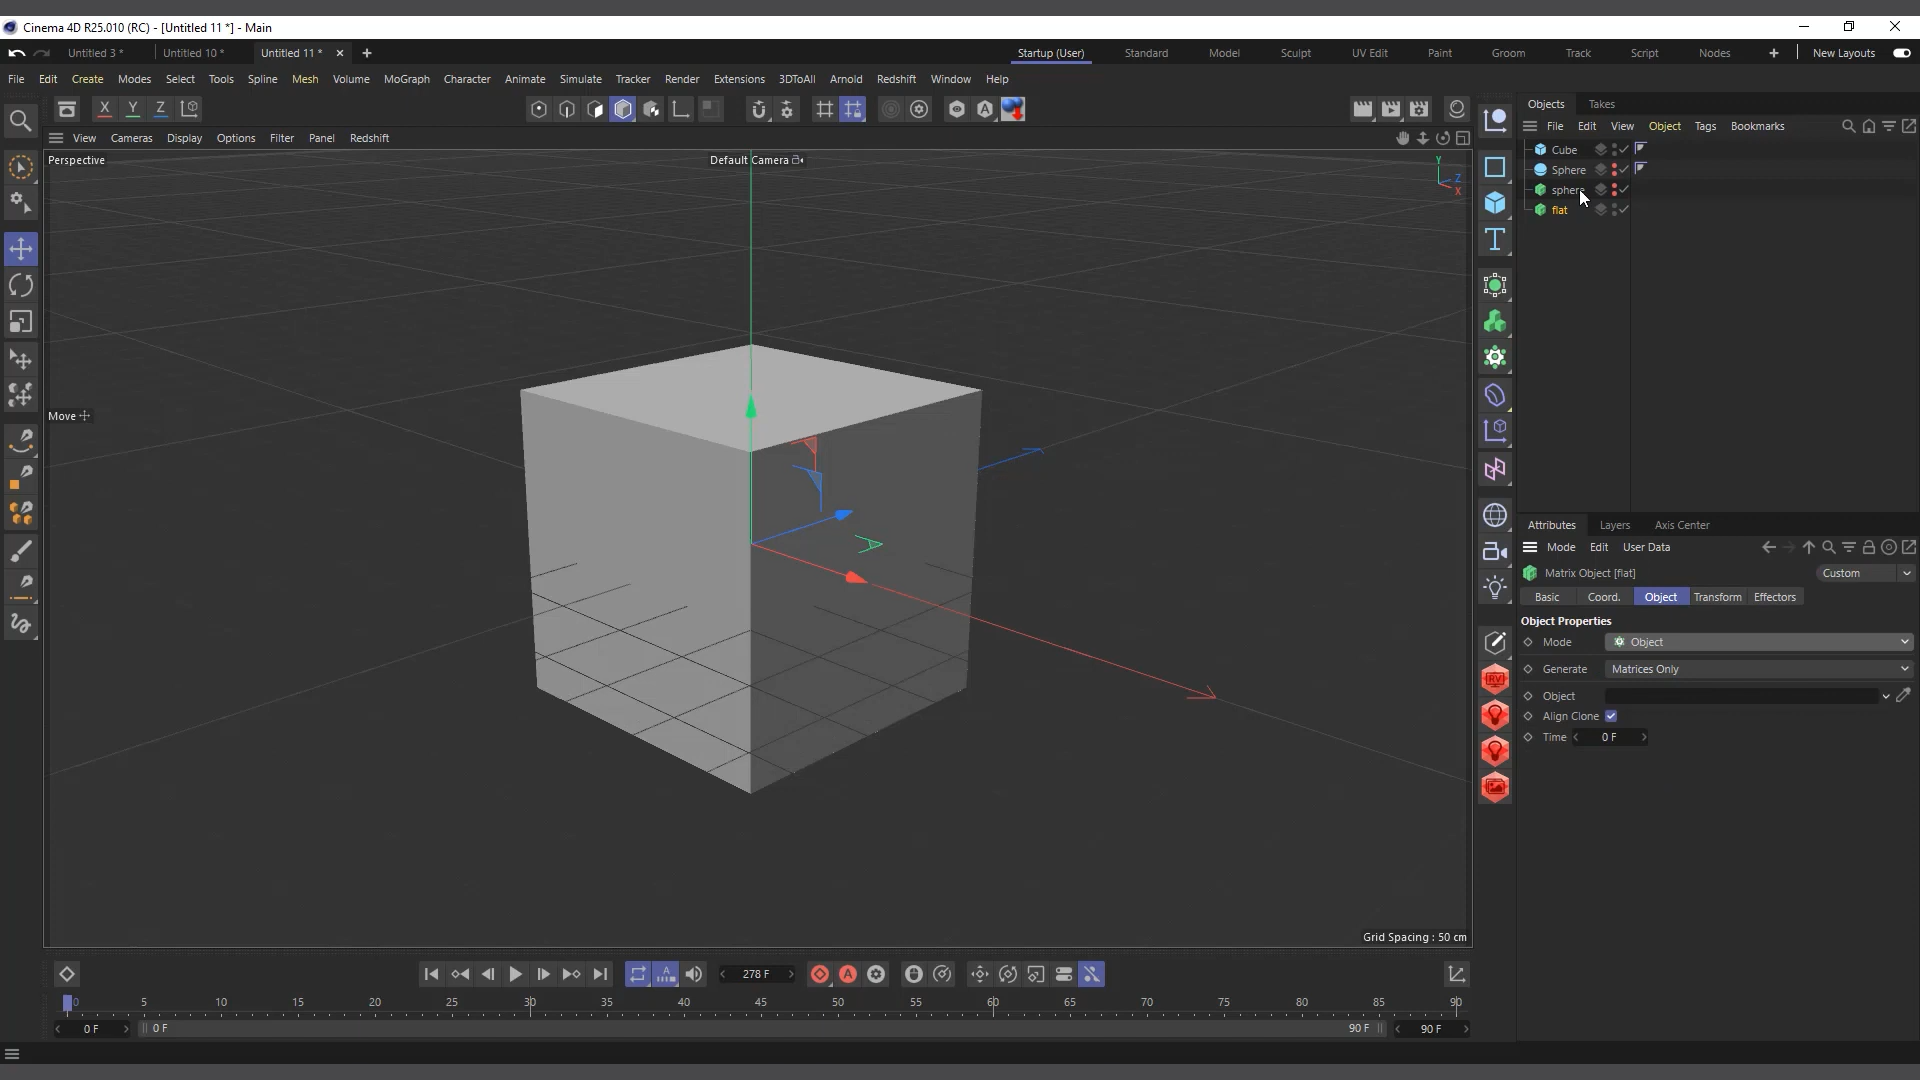 Cinema 4D R25.010 (RC) - [Untitled 11 *] - Main
Untitled 3 *
Untitled 10 *
Untitled 11 *
Startup (User)
Standard
Model
Sculpt
UV Edit
Paint
Groom
Track
Script
Nodes
New Layouts
File Edit Create Modes Select Tools Spline Mesh Volume MoGraph Character Animate Simulate Tracker Render Extensions 3DToAll Arnold Redshift Window Help
X Y Z
View Cameras Display Options Filter Panel Redshift
Perspective
Default Camera
Y
Z
X
Move
Grid Spacing : 50 cm
Objects Takes
File Edit View Object Tags Bookmarks
Cube
Sphere
sphere
flat
Attributes Layers Axis Center
Mode Edit User Data
Matrix Object [flat]
Custom
Basic Coord. Object Transform Effectors
Object Properties
Mode Object
Generate Matrices Only
Object
Align Clone
Time 0 F
RV
278 F
0 5 10 15 20 25 30 35 40 45 50 55 60 65 70 75 80 85 90
0 F
0 F
90 F
90 F